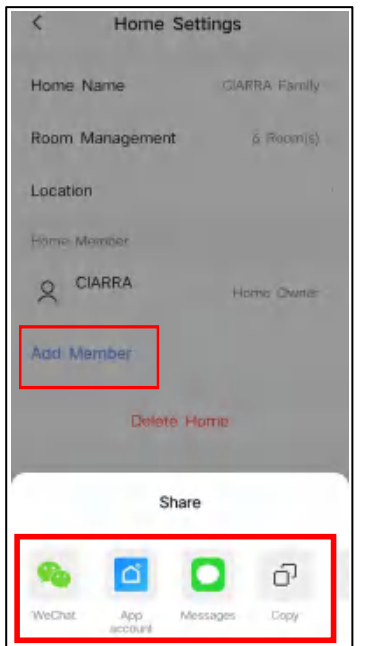 Home Settings
Home Name CIARRA Family
Room Management 6 Room(s)
Location
Home Member
CIARRA
Home Owner
Add Member
Delete Home
Share
WeChat App account Messages Copy